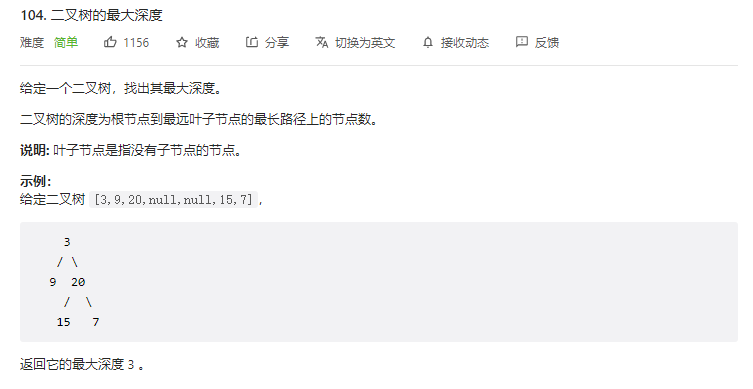 104. 二叉树的最大深度
难度 简单 1156 收藏 分享 切换为英文 接收动态 反馈
给定一个二叉树，找出其最大深度。
二叉树的深度为根节点到最远叶子节点的最长路径上的节点数。
说明: 叶子节点是指没有子节点的节点。
示例：
给定二叉树 [3,9,20,null,null,15,7]，
3
/ \
9 20
/ \
15 7
返回它的最大深度 3 。